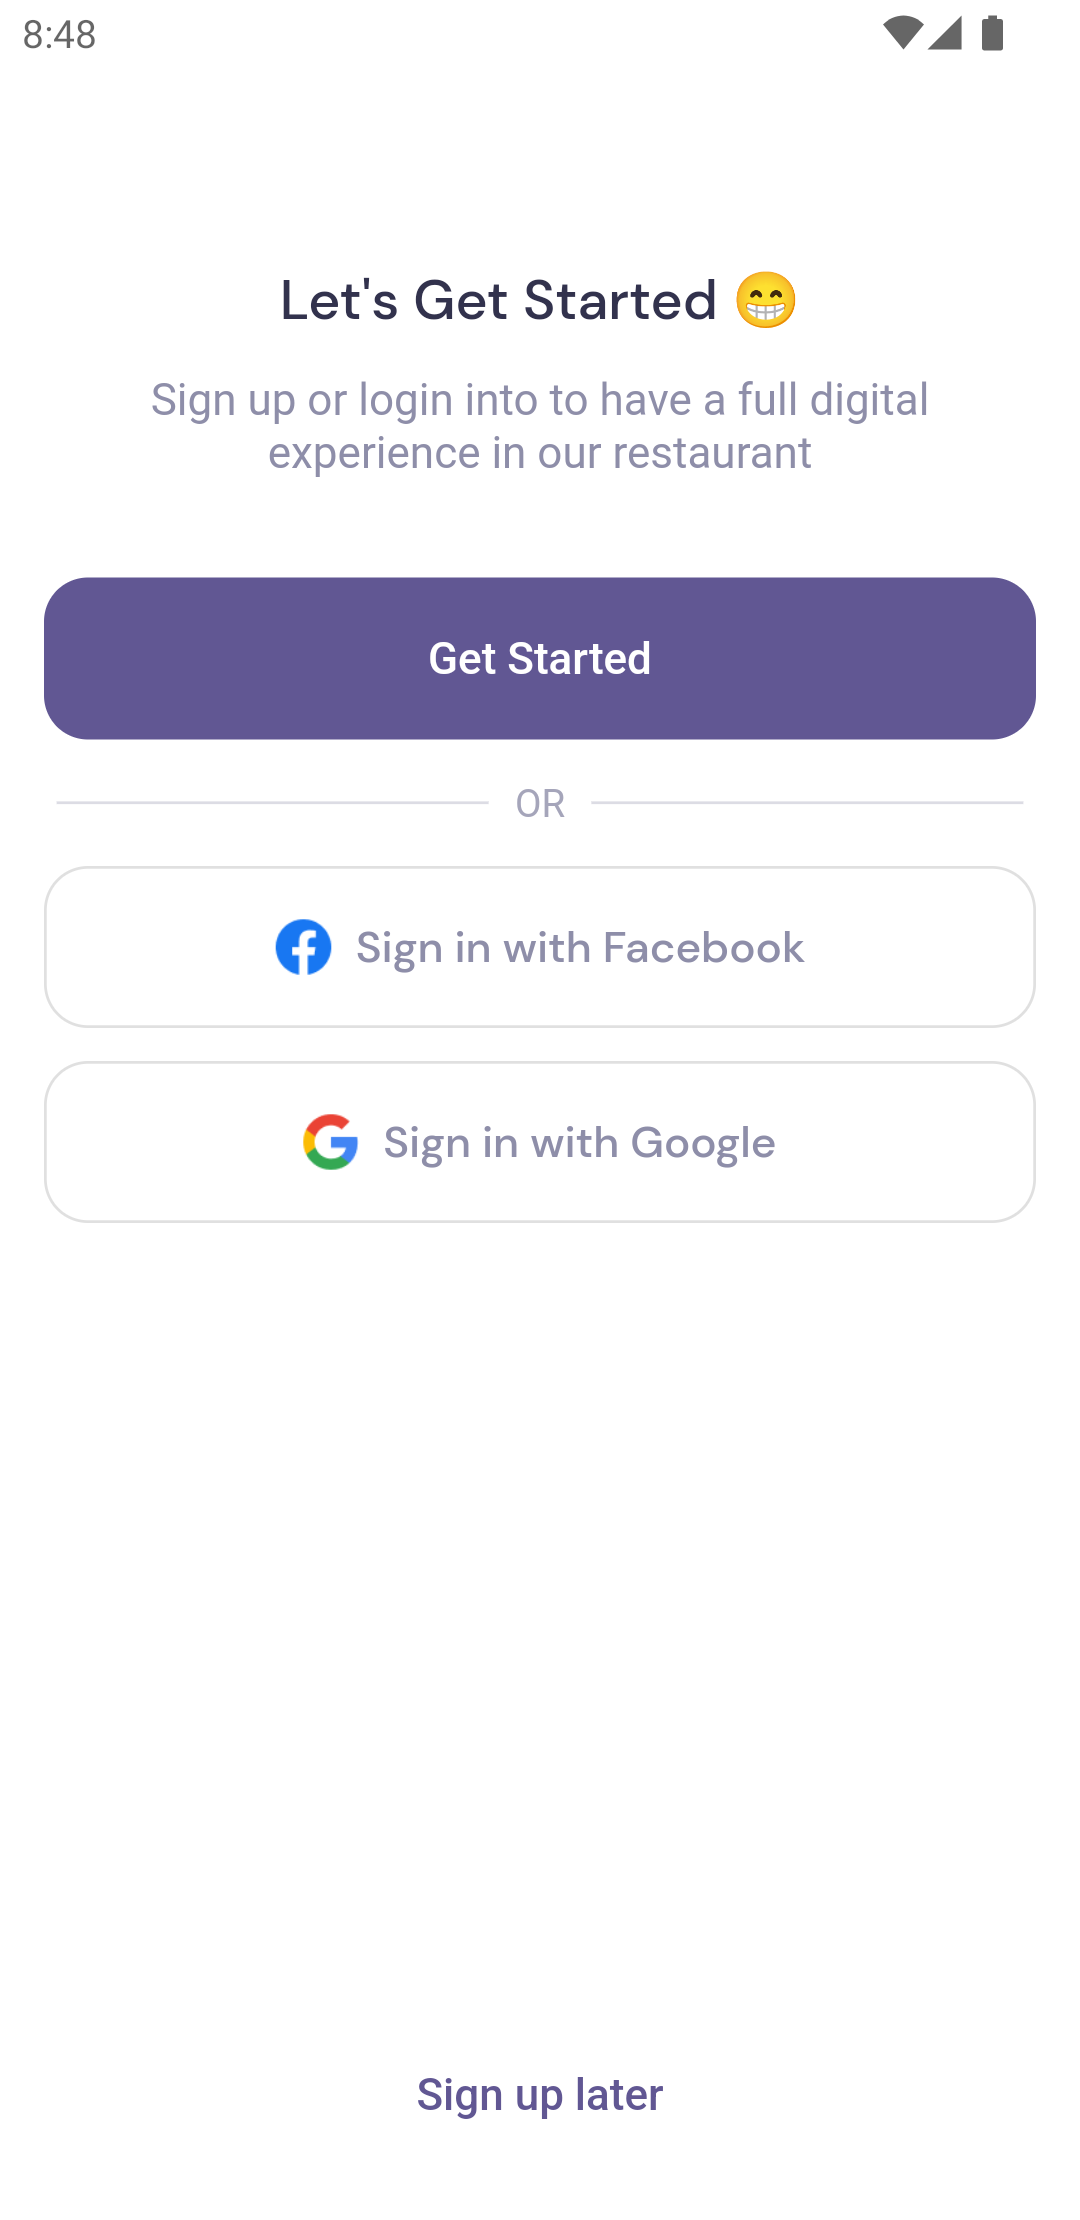 8:48
Let's Get Started 😁
Sign up or login into to have a full digital
experience in our restaurant
Get Started
OR
Sign in with Facebook
Sign in with Google
Sign up later